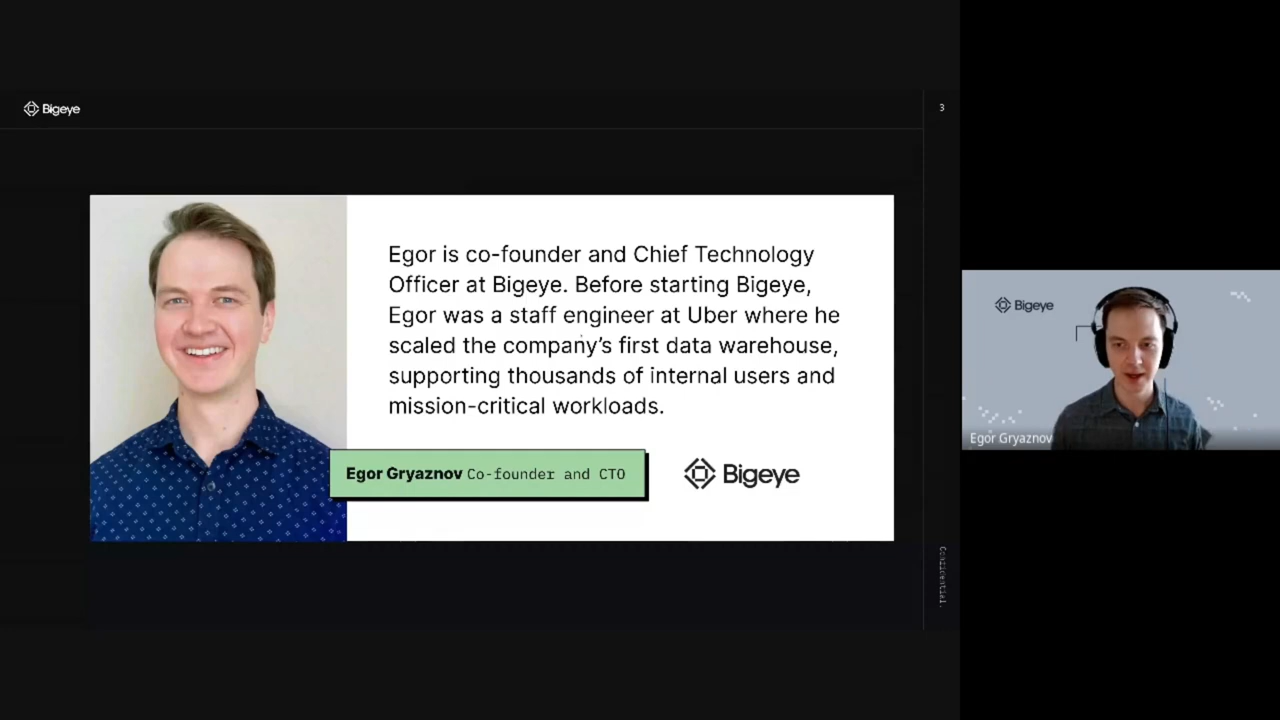 Bigeye
3
Egor is co-founder and Chief Technology
Officer at Bigeye. Before starting Bigeye,
Egor was a staff engineer at Uber where he
scaled the company’s first data warehouse,
supporting thousands of internal users and
mission-critical workloads.
Egor Gryaznov Co-founder and CTO
Bigeye
Confidential.
Bigeye
Egor Gryaznov